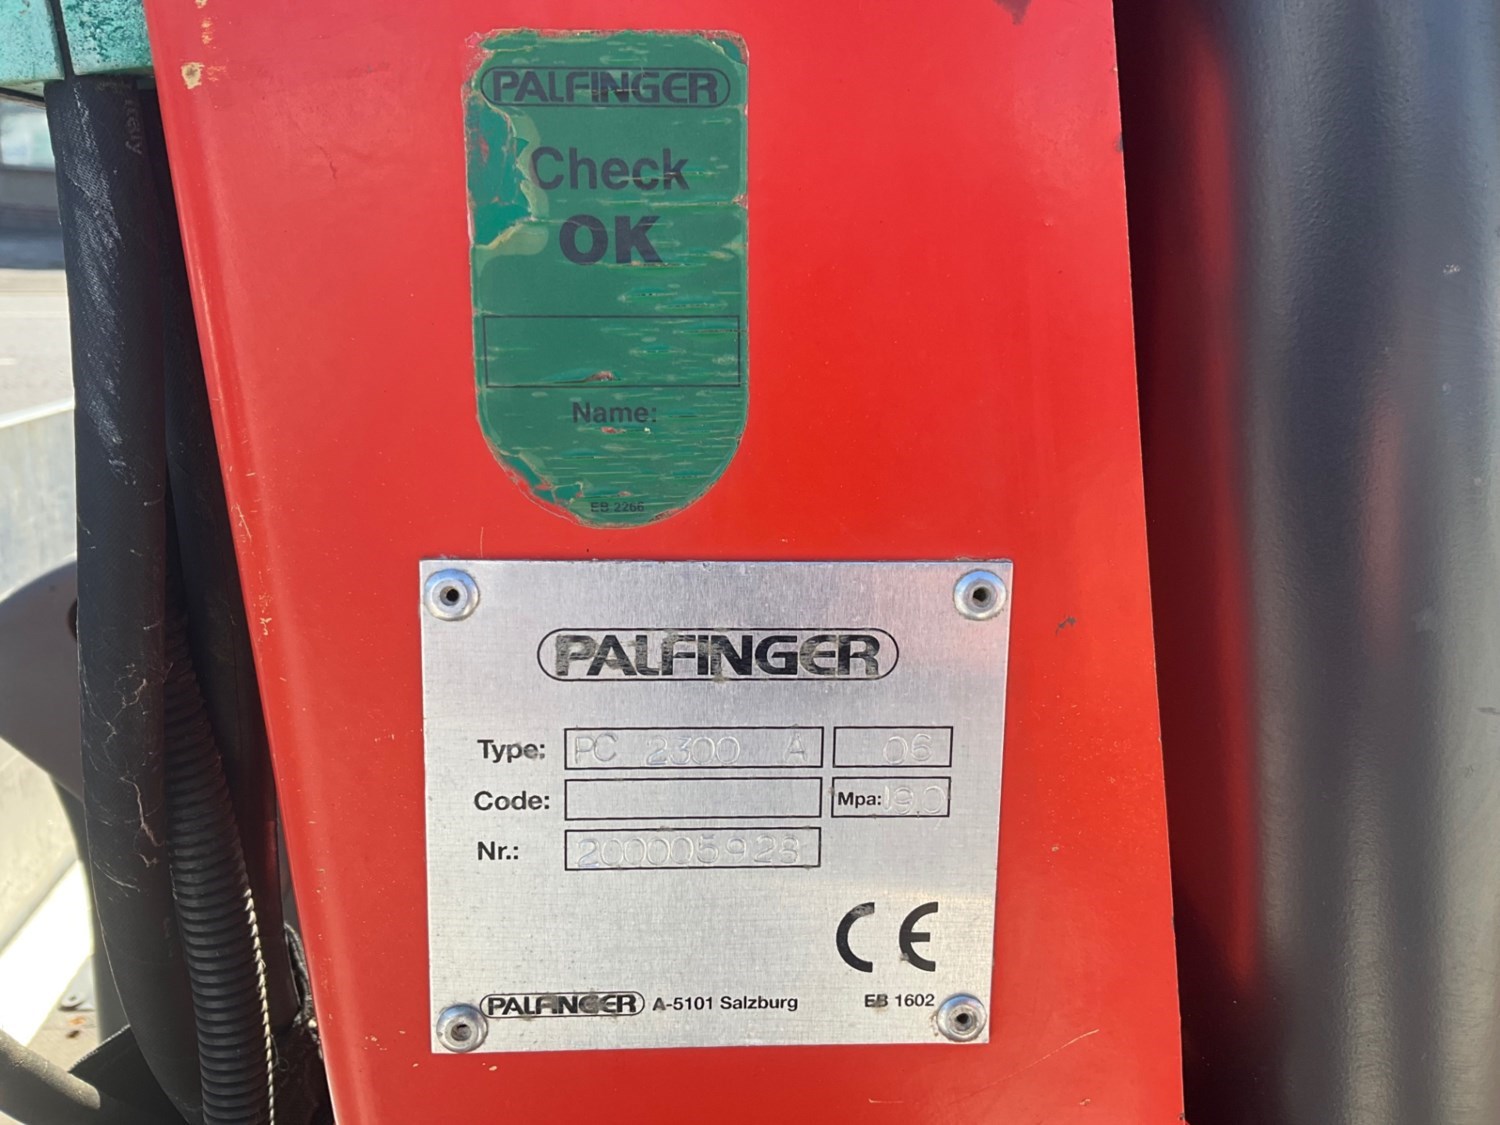 PALFINGER
Check
OK
Name:
EB 2266
PALFINGER
Type: PC 2300 A 06
Code: Mpa: 19.0
Nr.: 200005928
CE
PALFINGER A-5101 Salzburg EB 1602